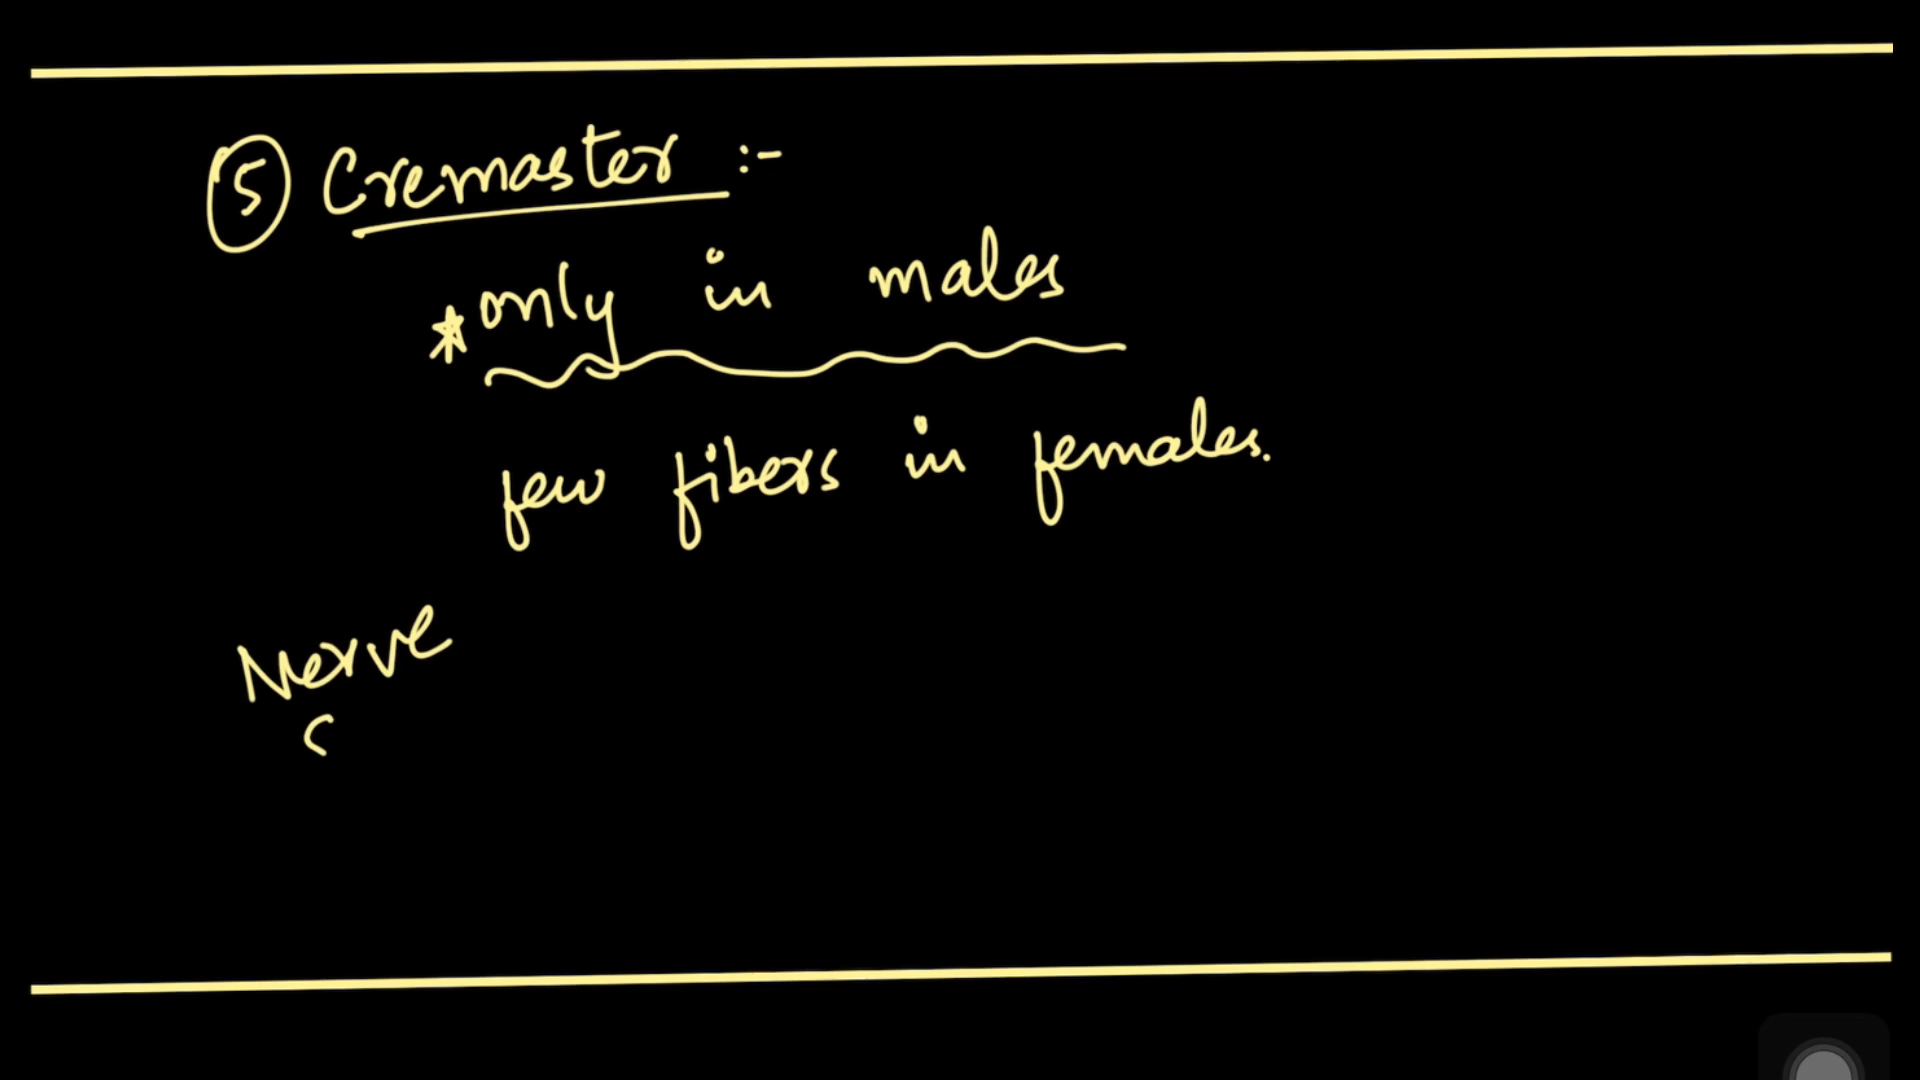 5 Cremaster :-
*only in males
few fibers in females.
Nerve